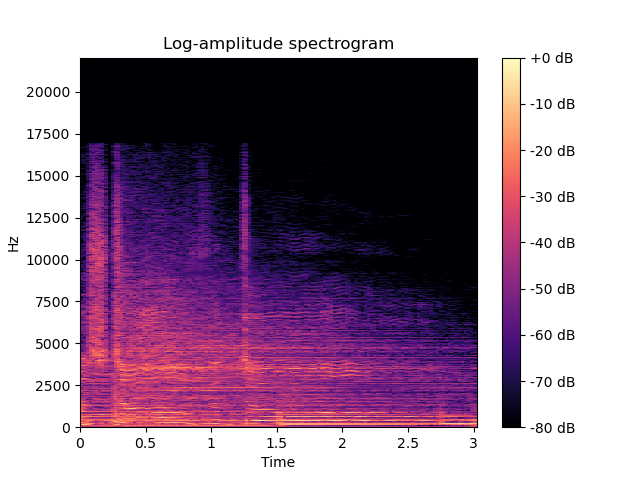 Log-amplitude spectrogram
Hz
20000
17500
15000
12500
10000
7500
5000
2500
0
0 0.5 1 1.5 2 2.5 3
Time
+0 dB
-10 dB
-20 dB
-30 dB
-40 dB
-50 dB
-60 dB
-70 dB
-80 dB